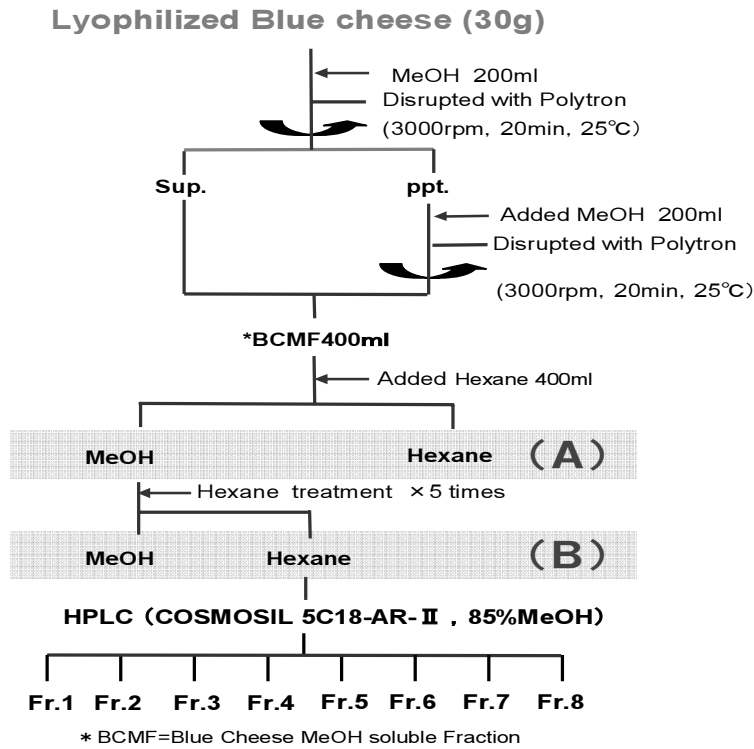 Lyophilized Blue cheese (30g)
MeOH 200ml
Disrupted with Polytron
(3000rpm, 20min, 25℃)
Sup.
ppt.
Added MeOH 200ml
Disrupted with Polytron
(3000rpm, 20min, 25℃)
*BCMF400ml
Added Hexane 400ml
MeOH Hexane (A)
Hexane treatment ×5 times
MeOH Hexane (B)
HPLC (COSMOSIL 5C18-AR-Ⅱ, 85%MeOH)
Fr.1 Fr.2 Fr.3 Fr.4 Fr.5 Fr.6 Fr.7 Fr.8
* BCMF=Blue Cheese MeOH soluble Fraction